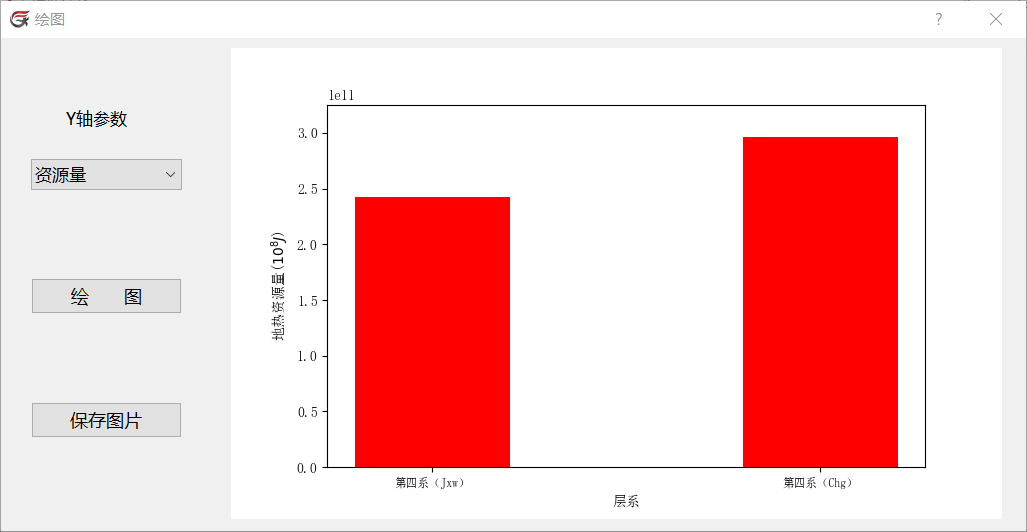 绘图
?
Y轴参数
资源量
绘 图
保存图片
1e11
3.0
2.5
2.0
1.5
1.0
0.5
0.0
地热资源量(10⁸J)
第四系（Jxw） 第四系（Chg）
层系